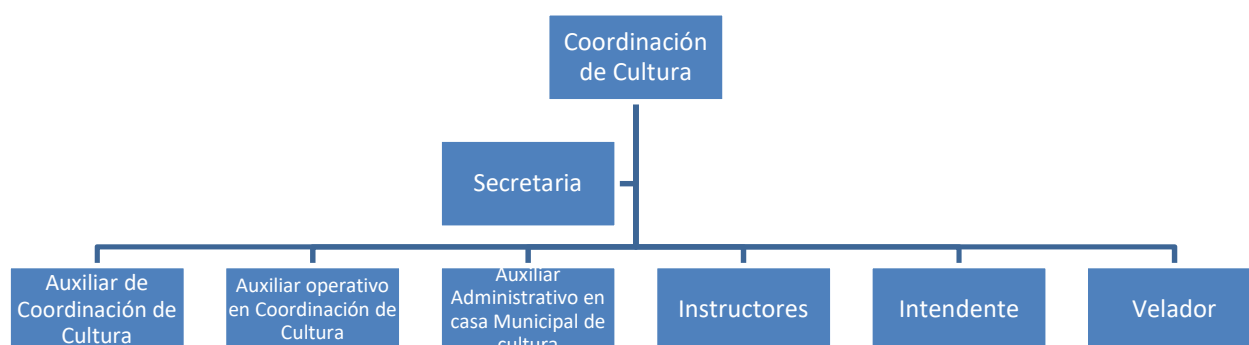 Coordinación
de Cultura
Secretaria
Auxiliar de
Coordinación de
Cultura
Auxiliar operativo
en Coordinación de
Cultura
Auxiliar
Administrativo en
casa Municipal de
cultura
Instructores
Intendente
Velador